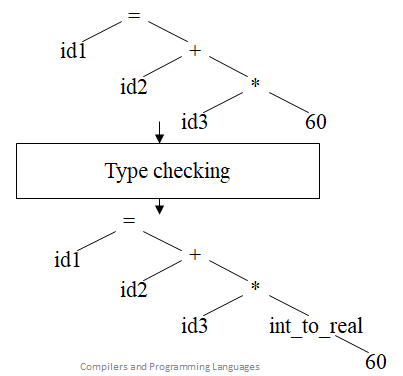 =
id1
+
id2
*
id3 60
Type checking
=
id1
+
id2
*
id3 int_to_real
60
Compilers and Programming Languages